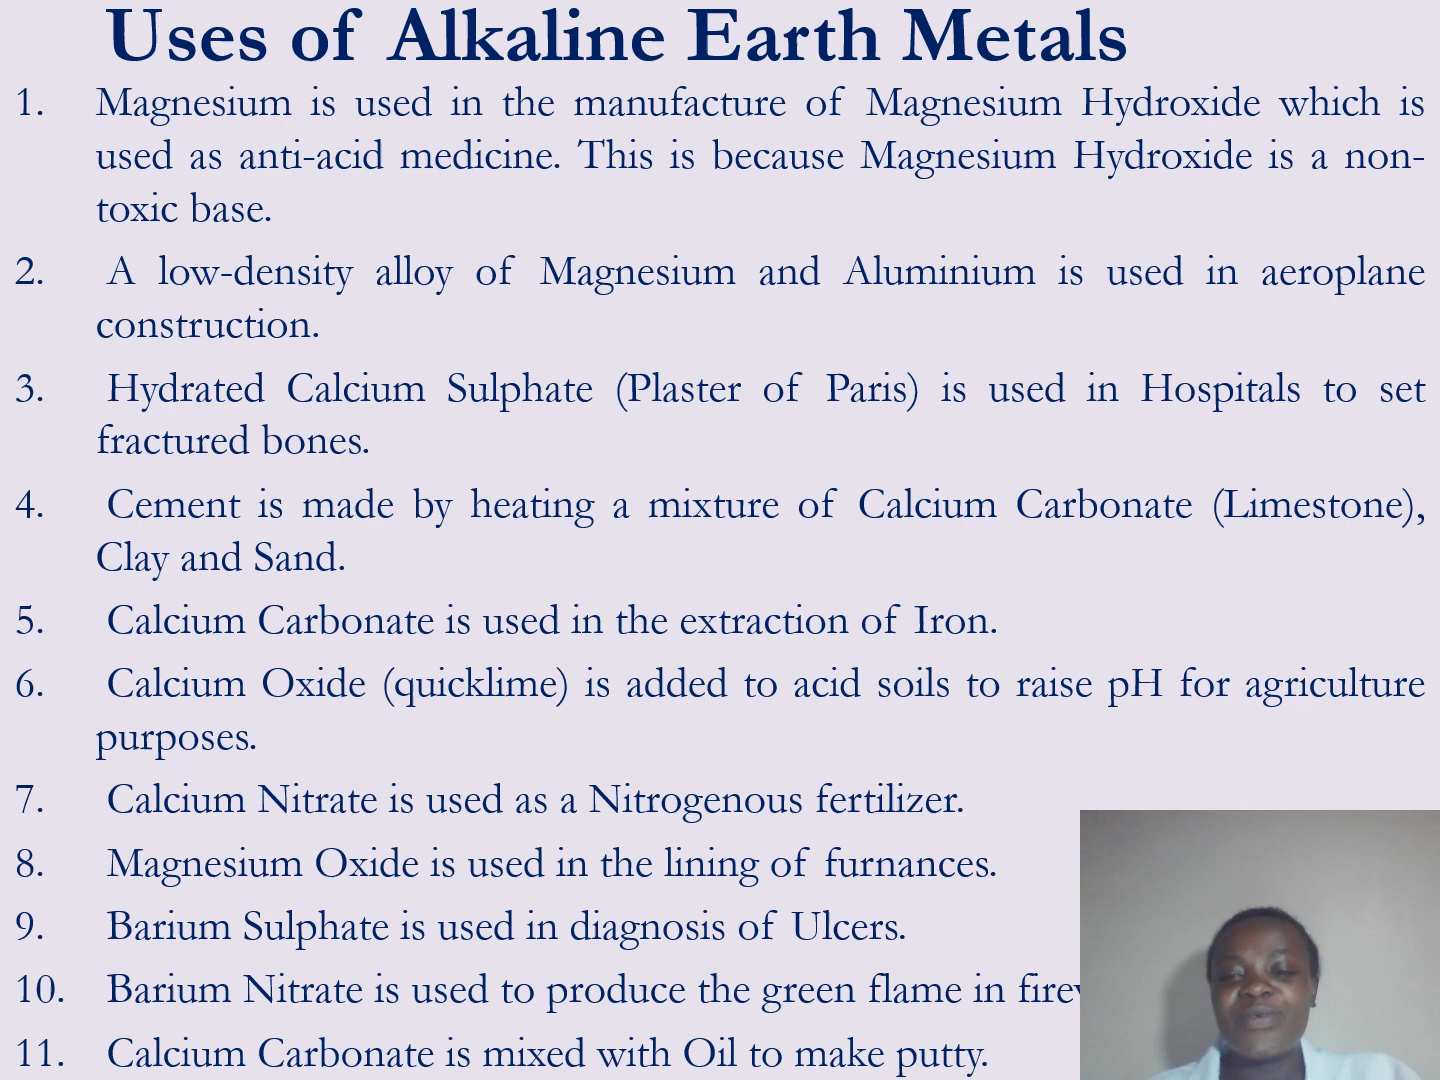 Uses of Alkaline Earth Metals
1. Magnesium is used in the manufacture of Magnesium Hydroxide which is
used as anti-acid medicine. This is because Magnesium Hydroxide is a non-
toxic base.
2. A low-density alloy of Magnesium and Aluminium is used in aeroplane
construction.
3. Hydrated Calcium Sulphate (Plaster of Paris) is used in Hospitals to set
fractured bones.
4. Cement is made by heating a mixture of Calcium Carbonate (Limestone),
Clay and Sand.
5. Calcium Carbonate is used in the extraction of Iron.
6. Calcium Oxide (quicklime) is added to acid soils to raise pH for agriculture
purposes.
7. Calcium Nitrate is used as a Nitrogenous fertilizer.
8. Magnesium Oxide is used in the lining of furnances.
9. Barium Sulphate is used in diagnosis of Ulcers.
10. Barium Nitrate is used to produce the green flame in
11. Calcium Carbonate is mixed with Oil to make putty.